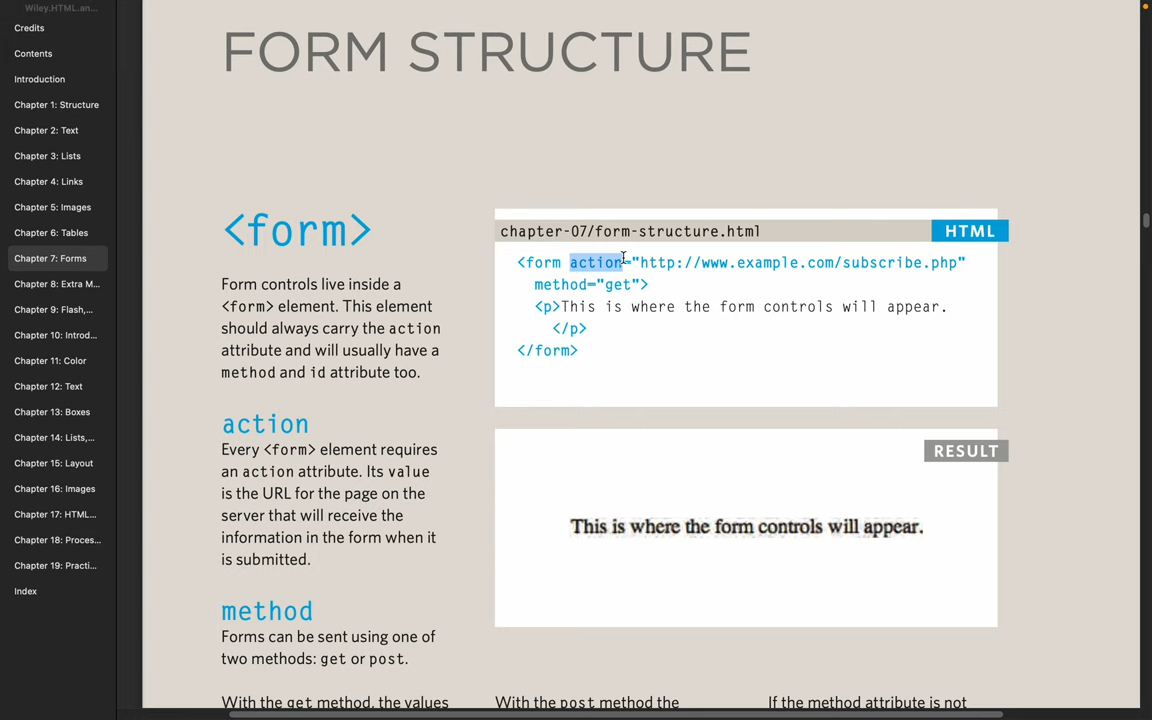 Wiley.HTML.an...
Credits
Contents
Introduction
Chapter 1: Structure
Chapter 2: Text
Chapter 3: Lists
Chapter 4: Links
Chapter 5: Images
Chapter 6: Tables
Chapter 7: Forms
Chapter 8: Extra M...
Chapter 9: Flash,...
Chapter 10: Introd...
Chapter 11: Color
Chapter 12: Text
Chapter 13: Boxes
Chapter 14: Lists,...
Chapter 15: Layout
Chapter 16: Images
Chapter 17: HTML...
Chapter 18: Proces...
Chapter 19: Practi...
Index
FORM STRUCTURE
<form>
Form controls live inside a
<form> element. This element
should always carry the action
attribute and will usually have a
method and id attribute too.
action
Every <form> element requires
an action attribute. Its value
is the URL for the page on the
server that will receive the
information in the form when it
is submitted.
method
Forms can be sent using one of
two methods: get or post.
With the get method, the values
chapter-07/form-structure.html
HTML
<form action="http://www.example.com/subscribe.php"
method="get">
<p>This is where the form controls will appear.
</p>
</form>
RESULT
This is where the form controls will appear.
With the post method the
If the method attribute is not